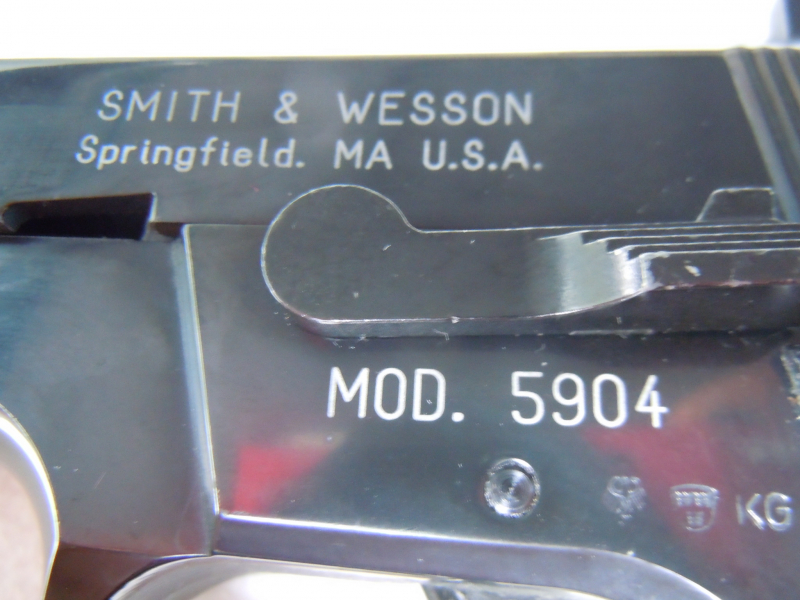 SMITH & WESSON
Springfield. MA U.S.A.
MOD. 5904
KG